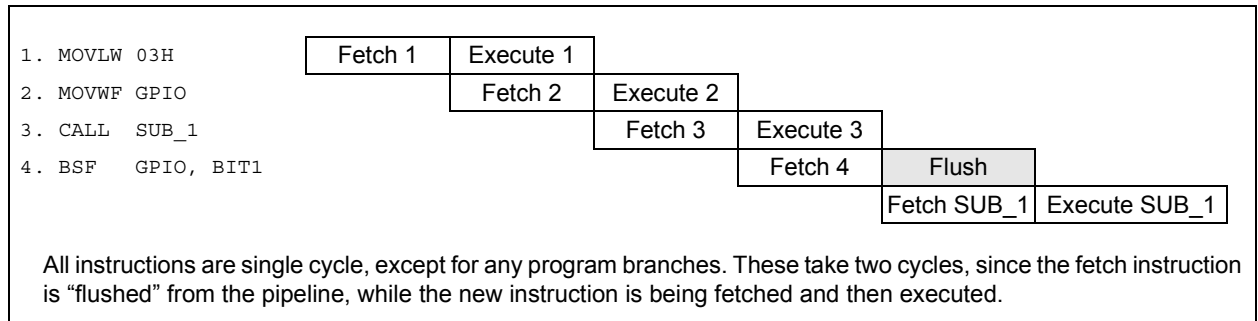 1. MOVLW 03H Fetch 1 Execute 1
2. MOVWF GPIO Fetch 2 Execute 2
3. CALL SUB_1 Fetch 3 Execute 3
4. BSF GPIO, BIT1 Fetch 4 Flush
Fetch SUB_1 Execute SUB_1
All instructions are single cycle, except for any program branches. These take two cycles, since the fetch instruction
is “flushed” from the pipeline, while the new instruction is being fetched and then executed.